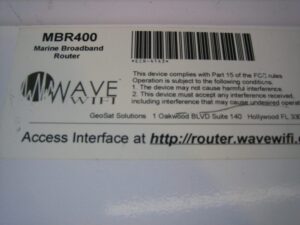 MBR400
Marine Broadband
Router
WAVE
WiFi
This device complies with Part 15 of the FCC rules
Operation is subject to the following conditions.
1. The device may not cause harmful interference.
2. This device must accept any interference received,
including interference that may cause undesired operati
GeoSat Solutions 1 Oakwood BLVD Suite 140 Hollywood FL 330
Access Interface at http://router.wavewifi.